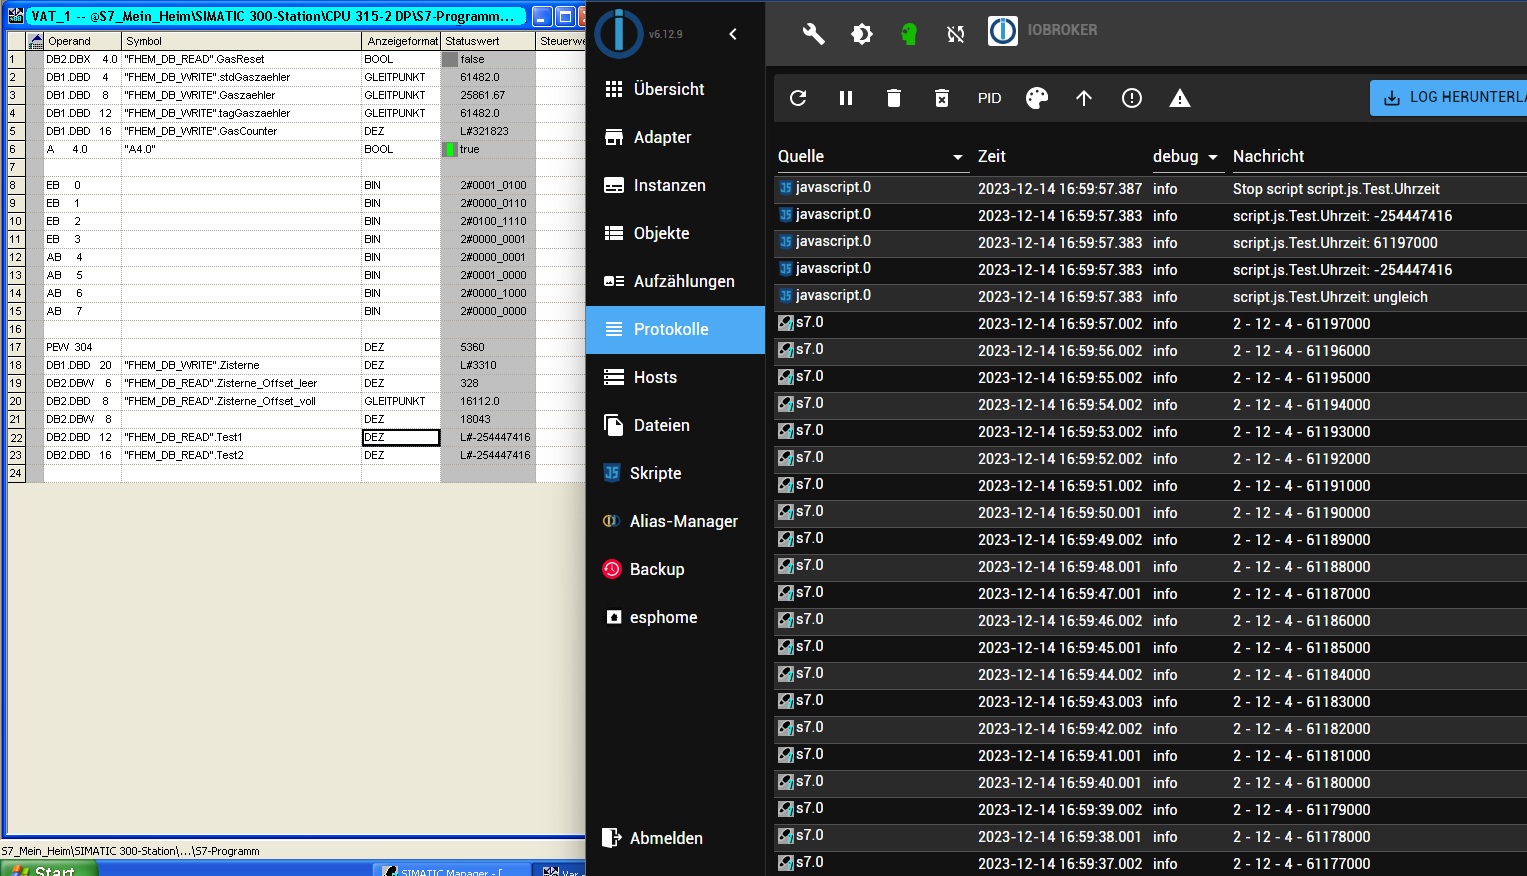 VAT_1 -- @S7_Mein_Heim\SIMATIC 300-Station\CPU 315-2 DP\S7-Programm...
Operand Symbol Anzeigeformat Statuswert Steuerwe
1 DB2.DBX 4.0 "FHEM_DB_READ".GasReset BOOL false
2 DB1.DBD 4 "FHEM_DB_WRITE".stdGaszaehler GLEITPUNKT 61482.0
3 DB1.DBD 8 "FHEM_DB_WRITE".Gaszaehler GLEITPUNKT 25861.67
4 DB1.DBD 12 "FHEM_DB_WRITE".tagGaszaehler GLEITPUNKT 61482.0
5 DB1.DBD 16 "FHEM_DB_WRITE".GasCounter DEZ L#321823
6 A 4.0 "A4.0" BOOL true
7
8 EB 0 BIN 2#0001_0100
9 EB 1 BIN 2#0000_0110
10 EB 2 BIN 2#0100_1110
11 EB 3 BIN 2#0000_0001
12 AB 4 BIN 2#0000_0001
13 AB 5 BIN 2#0001_0000
14 AB 6 BIN 2#0000_1000
15 AB 7 BIN 2#0000_0000
16
17 PEW 304 DEZ 5360
18 DB1.DBD 20 "FHEM_DB_WRITE".Zisterne DEZ L#3310
19 DB2.DBW 6 "FHEM_DB_READ".Zisterne_Offset_leer DEZ 328
20 DB2.DBD 8 "FHEM_DB_READ".Zisterne_Offset_voll GLEITPUNKT 16112.0
21 DB2.DBW 8 DEZ 18043
22 DB2.DBD 12 "FHEM_DB_READ".Test1 DEZ L#-254447416
23 DB2.DBD 16 "FHEM_DB_READ".Test2 DEZ L#-254447416
24
S7_Mein_Heim\SIMATIC 300-Station\...\S7-Programm
Start SIMATIC Manager - [ Var -
v6.12.9
Übersicht
Adapter
Instanzen
Objekte
Aufzählungen
Protokolle
Hosts
Dateien
Skripte
Alias-Manager
Backup
esphome
Abmelden
IOBROKER
PID LOG HERUNTERLA
Quelle Zeit debug Nachricht
javascript.0 2023-12-14 16:59:57.387 info Stop script script.js.Test.Uhrzeit
javascript.0 2023-12-14 16:59:57.383 info script.js.Test.Uhrzeit: -254447416
javascript.0 2023-12-14 16:59:57.383 info script.js.Test.Uhrzeit: 61197000
javascript.0 2023-12-14 16:59:57.383 info script.js.Test.Uhrzeit: -254447416
javascript.0 2023-12-14 16:59:57.383 info script.js.Test.Uhrzeit: ungleich
s7.0 2023-12-14 16:59:57.002 info 2 - 12 - 4 - 61197000
s7.0 2023-12-14 16:59:56.002 info 2 - 12 - 4 - 61196000
s7.0 2023-12-14 16:59:55.002 info 2 - 12 - 4 - 61195000
s7.0 2023-12-14 16:59:54.002 info 2 - 12 - 4 - 61194000
s7.0 2023-12-14 16:59:53.002 info 2 - 12 - 4 - 61193000
s7.0 2023-12-14 16:59:52.002 info 2 - 12 - 4 - 61192000
s7.0 2023-12-14 16:59:51.002 info 2 - 12 - 4 - 61191000
s7.0 2023-12-14 16:59:50.001 info 2 - 12 - 4 - 61190000
s7.0 2023-12-14 16:59:49.002 info 2 - 12 - 4 - 61189000
s7.0 2023-12-14 16:59:48.001 info 2 - 12 - 4 - 61188000
s7.0 2023-12-14 16:59:47.001 info 2 - 12 - 4 - 61187000
s7.0 2023-12-14 16:59:46.002 info 2 - 12 - 4 - 61186000
s7.0 2023-12-14 16:59:45.001 info 2 - 12 - 4 - 61185000
s7.0 2023-12-14 16:59:44.002 info 2 - 12 - 4 - 61184000
s7.0 2023-12-14 16:59:43.003 info 2 - 12 - 4 - 61183000
s7.0 2023-12-14 16:59:42.002 info 2 - 12 - 4 - 61182000
s7.0 2023-12-14 16:59:41.001 info 2 - 12 - 4 - 61181000
s7.0 2023-12-14 16:59:40.001 info 2 - 12 - 4 - 61180000
s7.0 2023-12-14 16:59:39.002 info 2 - 12 - 4 - 61179000
s7.0 2023-12-14 16:59:38.001 info 2 - 12 - 4 - 61178000
s7.0 2023-12-14 16:59:37.002 info 2 - 12 - 4 - 61177000